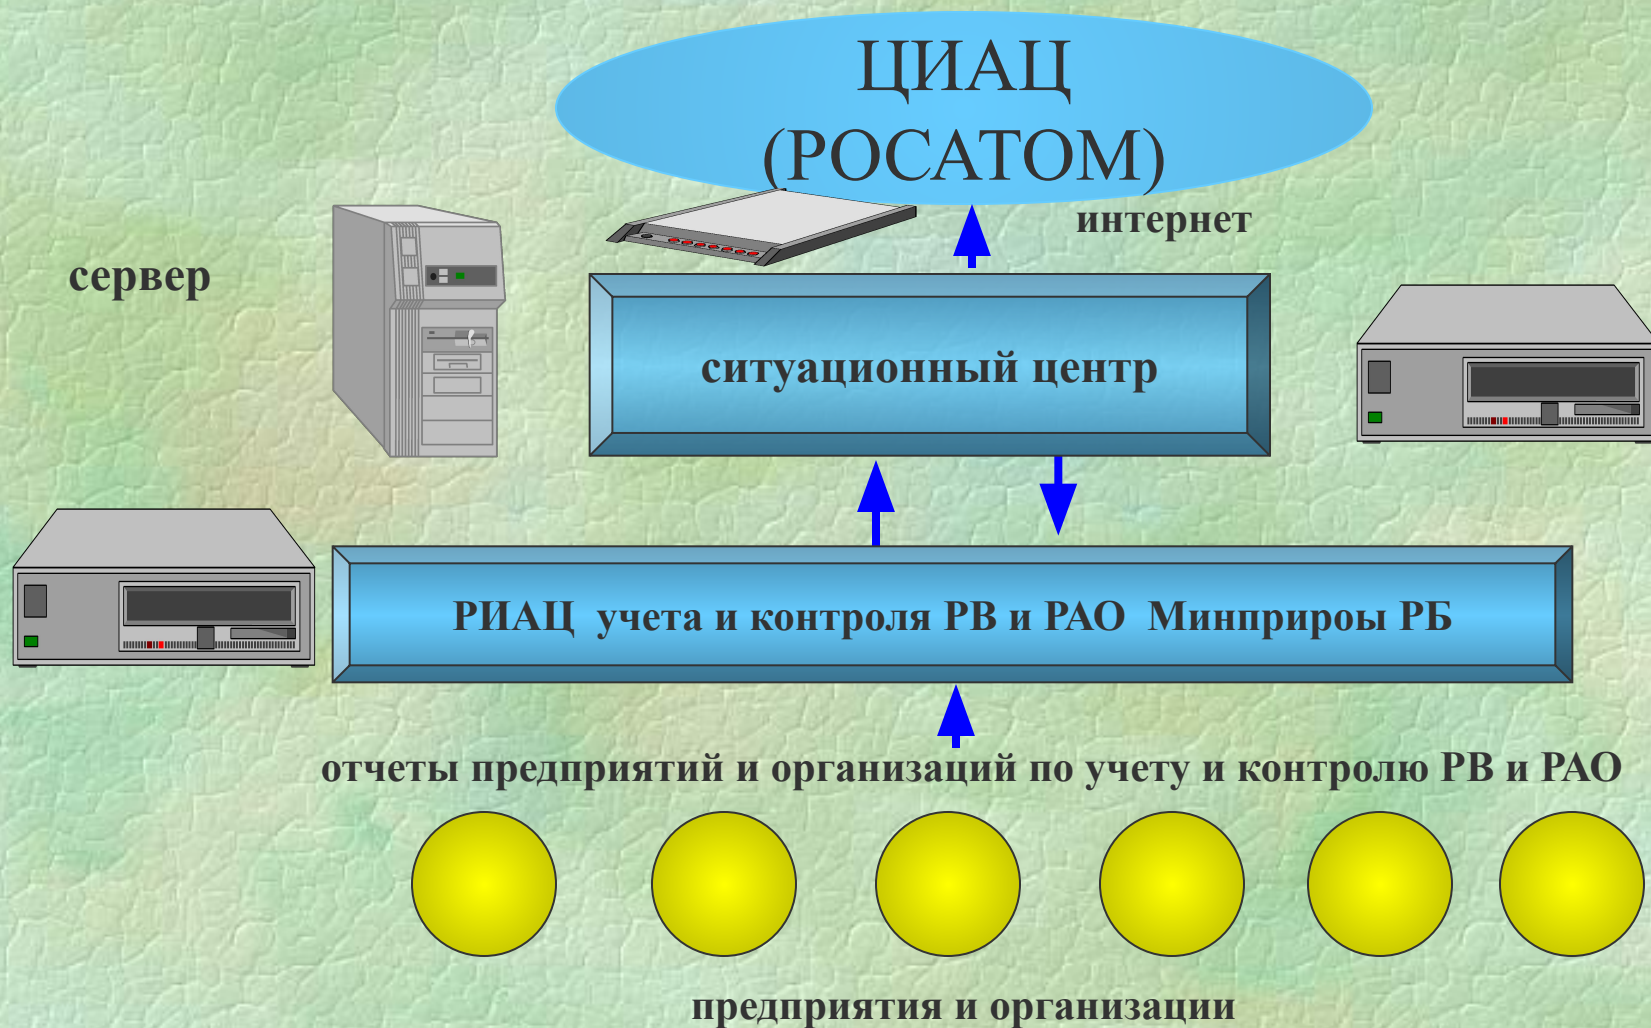 ЦИАЦ
(РОСАТОМ)
интернет
сервер
ситуационный центр
РИАЦ учета и контроля РВ и РАО Минприроы РБ
отчеты предприятий и организаций по учету и контролю РВ и РАО
предприятия и организации